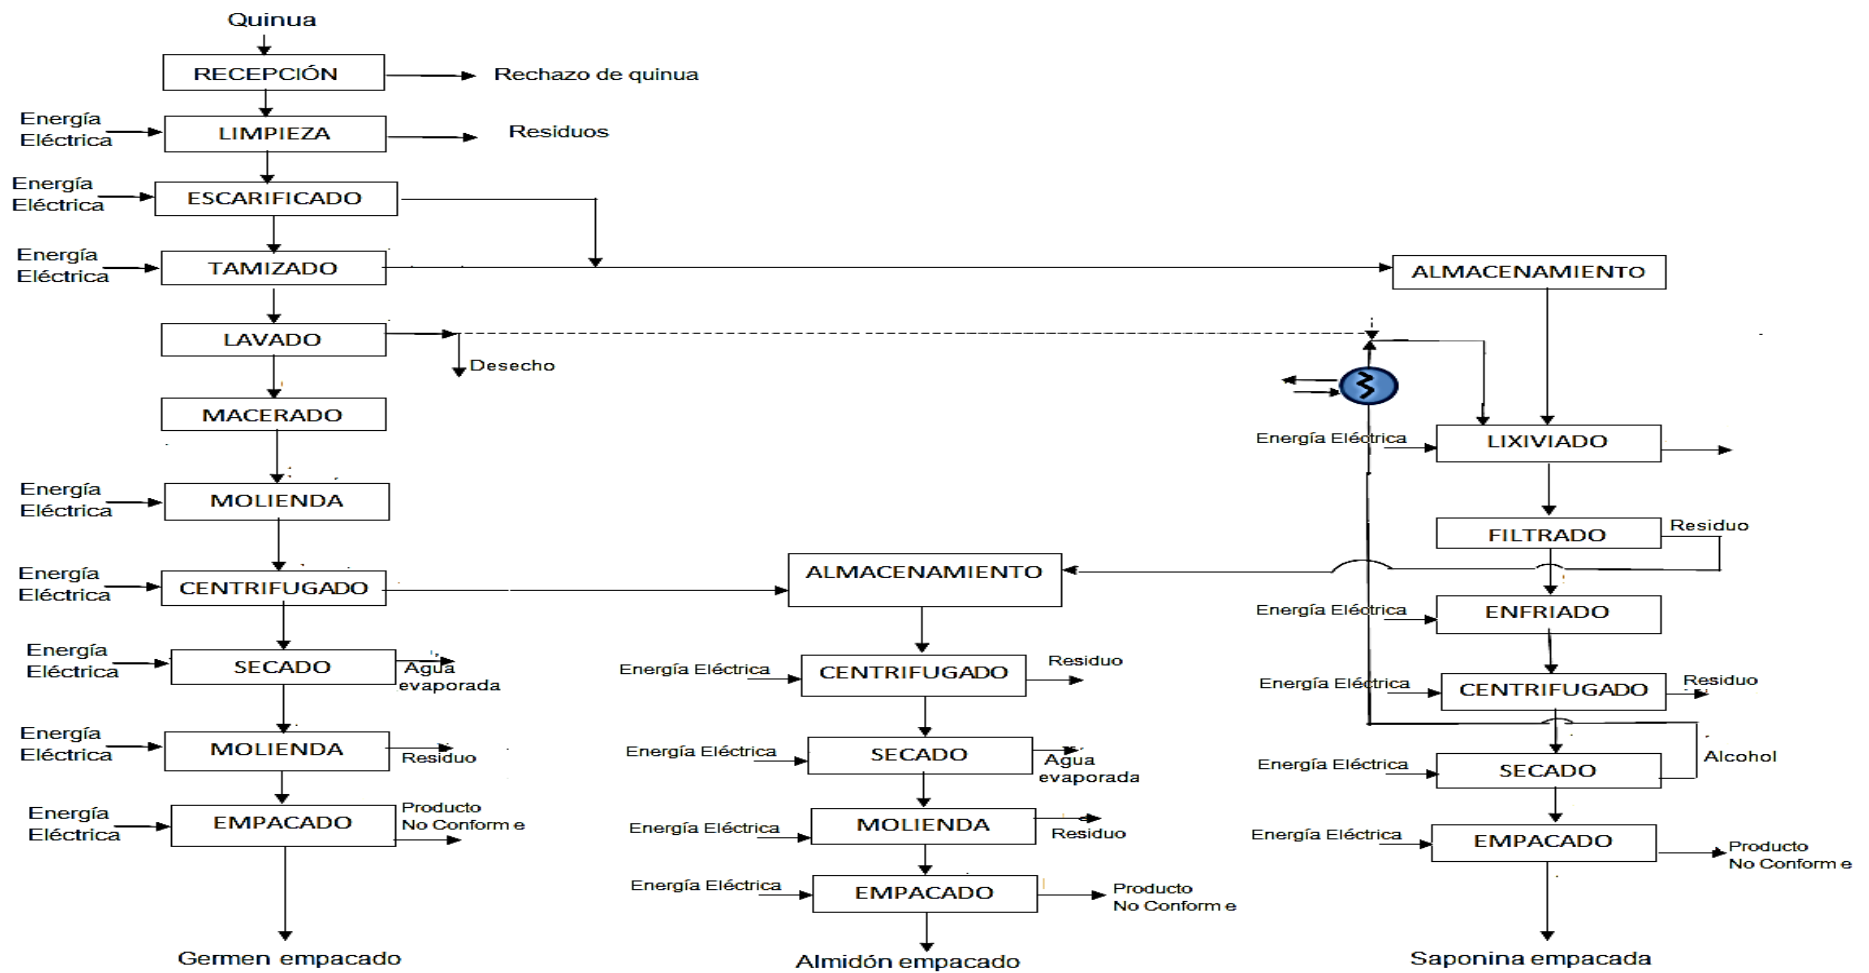 Quinua
RECEPCIÓN
Rechazo de quinua
Energía
Eléctrica
LIMPIEZA
Residuos
Energía
Eléctrica
ESCARIFICADO
Energía
Eléctrica
TAMIZADO
ALMACENAMIENTO
LAVADO
Desecho
MACERADO
Energía Eléctrica
LIXIVIADO
Energía
Eléctrica
MOLIENDA
FILTRADO
Residuo
Energía
Eléctrica
CENTRIFUGADO
ALMACENAMIENTO
Energía Eléctrica
ENFRIADO
Energía
Eléctrica
SECADO
Agua
evaporada
Energía Eléctrica
CENTRIFUGADO
Residuo
Energía Eléctrica
CENTRIFUGADO
Residuo
Energía
Eléctrica
MOLIENDA
Residuo
Energía Eléctrica
SECADO
Agua
evaporada
Energía Eléctrica
SECADO
Alcohol
Energía
Eléctrica
EMPACADO
Producto
No Conforme
Energía Eléctrica
MOLIENDA
Residuo
Energía Eléctrica
EMPACADO
Producto
No Conforme
Energía Eléctrica
EMPACADO
Producto
No Conforme
Germen empacado
Almidón empacado
Saponina empacada